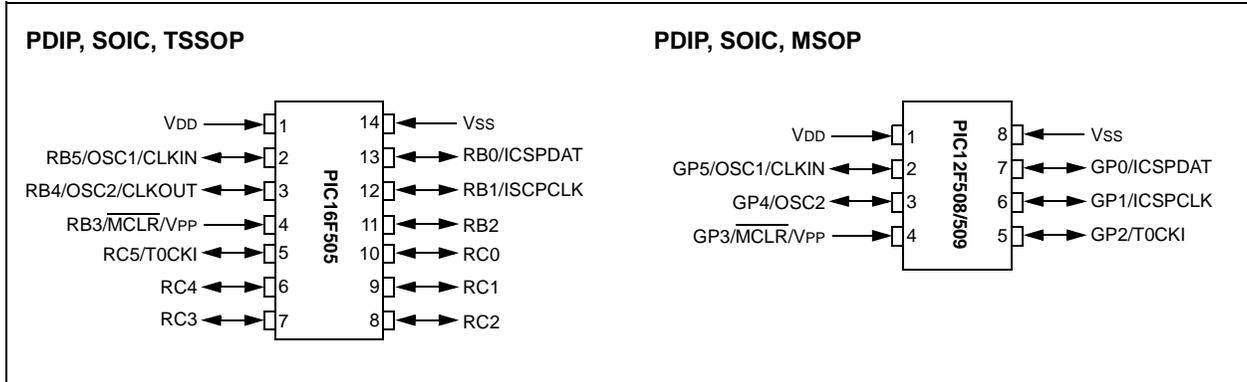 PDIP, SOIC, TSSOP
VDD
1
14
VSS
RB5/OSC1/CLKIN
2
13
RB0/ICSPDAT
RB4/OSC2/CLKOUT
3
12
RB1/ISCPCLK
RB3/MCLR/VPP
4
11
RB2
RC5/T0CKI
5
10
RC0
RC4
6
9
RC1
RC3
7
8
RC2
PIC16F505
PDIP, SOIC, MSOP
VDD
1
8
VSS
GP5/OSC1/CLKIN
2
7
GP0/ICSPDAT
GP4/OSC2
3
6
GP1/ICSPCLK
GP3/MCLR/VPP
4
5
GP2/T0CKI
PIC12F508/509